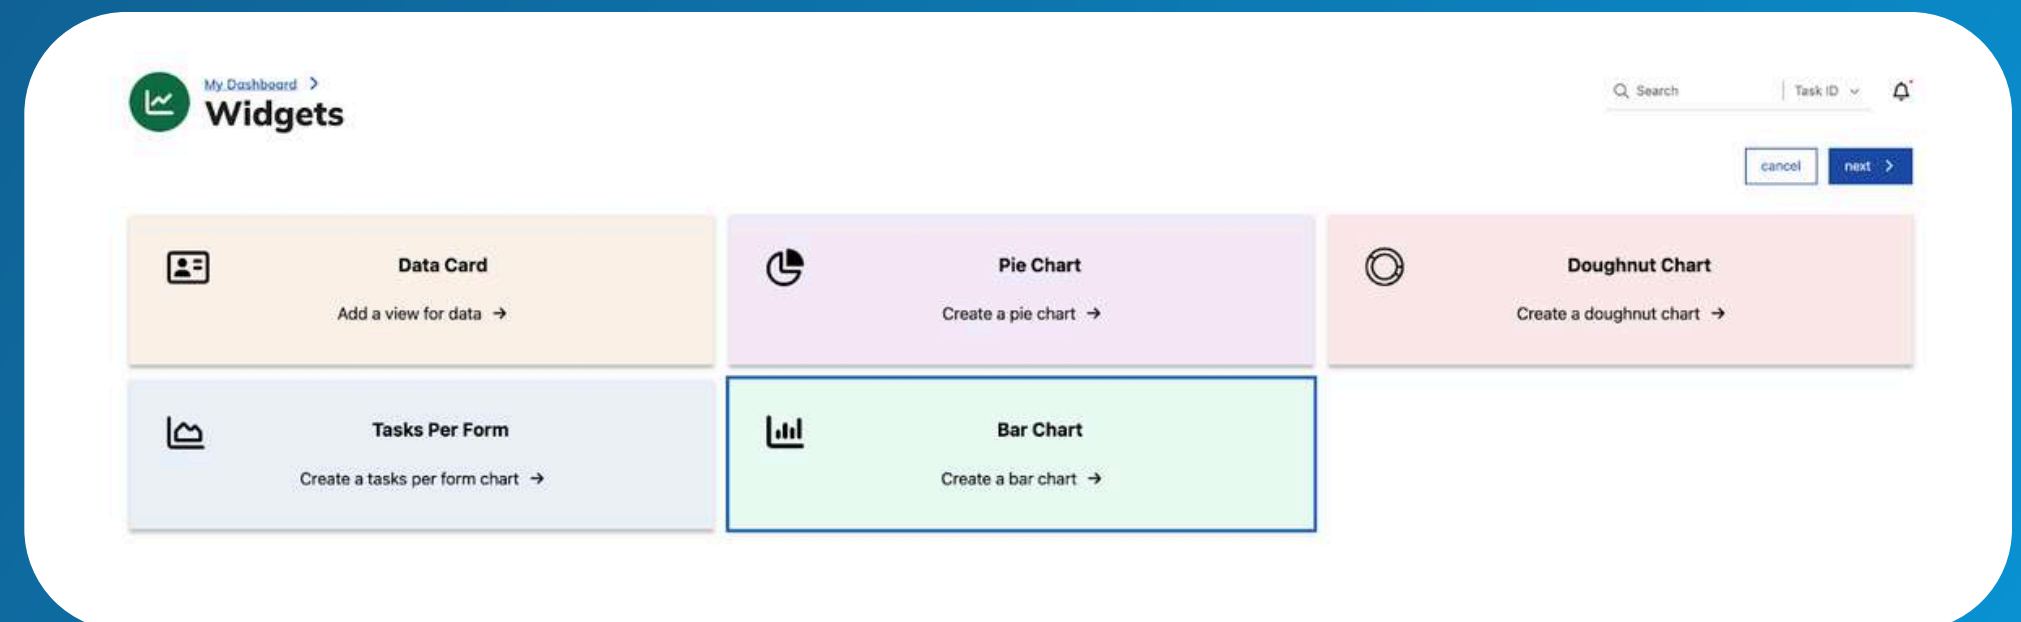 My Dashboard
Widgets
Search
Task ID
cancel
next
Data Card
Add a view for data →
Pie Chart
Create a pie chart →
Doughnut Chart
Create a doughnut chart →
Tasks Per Form
Create a tasks per form chart →
Bar Chart
Create a bar chart →